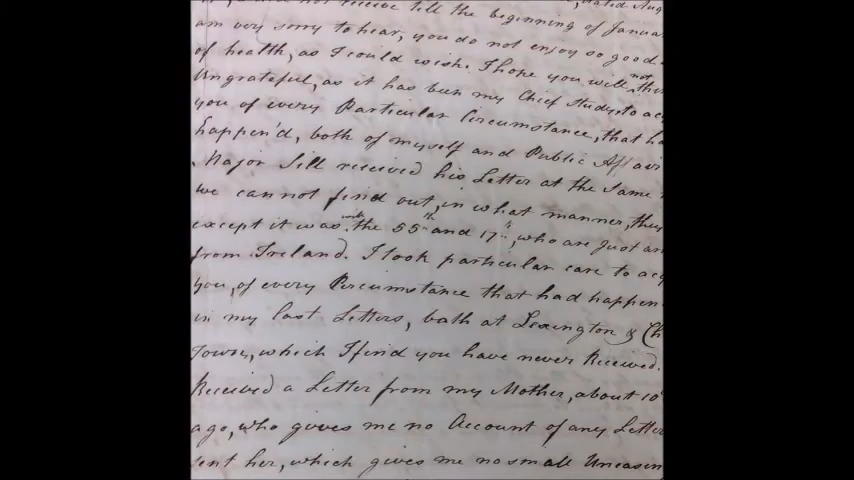 not receive till the beginning of Janua
am very sorry to hear, you do not enjoy so good
of health, as I could wish. I hope you will not thi
Ungrateful, as it has been my Chief Study, to ac
you of every Particular Circumstance, that ha
happen'd, both of myself and Public Affair
Major Sill received his Letter at the Same
we cannot find out, in what manner, they
except it was with the 55th and 17th, who are just ar
from Ireland. I took particular care to acq
you, of every Circumstance that had happen
in my last Letters, both at Lexington & Ch
Town, which I find you have never Received.
Received a Letter from my Mother, about 10
ago, who gives me no Account of any Letter
sent her, which gives me no small Uneasin